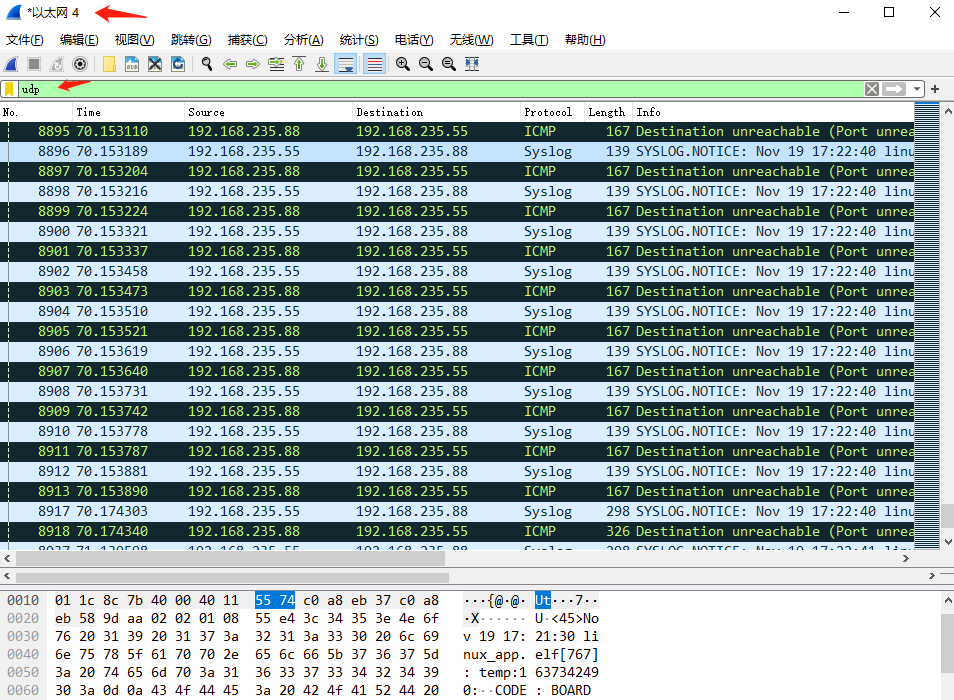 *以太网 4
文件(F) 编辑(E) 视图(V) 跳转(G) 捕获(C) 分析(A) 统计(S) 电话(Y) 无线(W) 工具(T) 帮助(H)
udp
No. Time Source Destination Protocol Length Info
8895 70.153110 192.168.235.88 192.168.235.55 ICMP 167 Destination unreachable (Port unrea
8896 70.153189 192.168.235.55 192.168.235.88 Syslog 139 SYSLOG.NOTICE: Nov 19 17:22:40 linu
8897 70.153204 192.168.235.88 192.168.235.55 ICMP 167 Destination unreachable (Port unrea
8898 70.153216 192.168.235.55 192.168.235.88 Syslog 139 SYSLOG.NOTICE: Nov 19 17:22:40 linu
8899 70.153224 192.168.235.88 192.168.235.55 ICMP 167 Destination unreachable (Port unrea
8900 70.153321 192.168.235.55 192.168.235.88 Syslog 139 SYSLOG.NOTICE: Nov 19 17:22:40 linu
8901 70.153337 192.168.235.88 192.168.235.55 ICMP 167 Destination unreachable (Port unrea
8902 70.153458 192.168.235.55 192.168.235.88 Syslog 139 SYSLOG.NOTICE: Nov 19 17:22:40 linu
8903 70.153473 192.168.235.88 192.168.235.55 ICMP 167 Destination unreachable (Port unrea
8904 70.153510 192.168.235.55 192.168.235.88 Syslog 139 SYSLOG.NOTICE: Nov 19 17:22:40 linu
8905 70.153521 192.168.235.88 192.168.235.55 ICMP 167 Destination unreachable (Port unrea
8906 70.153619 192.168.235.55 192.168.235.88 Syslog 139 SYSLOG.NOTICE: Nov 19 17:22:40 linu
8907 70.153640 192.168.235.88 192.168.235.55 ICMP 167 Destination unreachable (Port unrea
8908 70.153731 192.168.235.55 192.168.235.88 Syslog 139 SYSLOG.NOTICE: Nov 19 17:22:40 linu
8909 70.153742 192.168.235.88 192.168.235.55 ICMP 167 Destination unreachable (Port unrea
8910 70.153778 192.168.235.55 192.168.235.88 Syslog 139 SYSLOG.NOTICE: Nov 19 17:22:40 linu
8911 70.153787 192.168.235.88 192.168.235.55 ICMP 167 Destination unreachable (Port unrea
8912 70.153881 192.168.235.55 192.168.235.88 Syslog 139 SYSLOG.NOTICE: Nov 19 17:22:40 linu
8913 70.153890 192.168.235.88 192.168.235.55 ICMP 167 Destination unreachable (Port unrea
8917 70.174303 192.168.235.55 192.168.235.88 Syslog 298 SYSLOG.NOTICE: Nov 19 17:22:40 linu
8918 70.174340 192.168.235.88 192.168.235.55 ICMP 326 Destination unreachable (Port unrea
0010 01 1c 8c 7b 40 00 40 11 55 74 c0 a8 eb 37 c0 a8 ···{@·@· Ut···7··
0020 eb 58 9d aa 02 02 01 08 55 e4 3c 34 35 3e 4e 6f ·X······ U·<45>No
0030 76 20 31 39 20 31 37 3a 32 31 3a 33 30 20 6c 69 v 19 17: 21:30 li
0040 6e 75 78 5f 61 70 70 2e 65 6c 66 5b 37 36 37 5d nux_app. elf[767]
0050 3a 20 74 65 6d 70 3a 31 36 33 37 33 34 32 34 39 : temp:1 63734249
0060 30 3a 0d 0a 43 4f 44 45 3a 20 42 4f 41 52 44 20 0:··CODE : BOARD